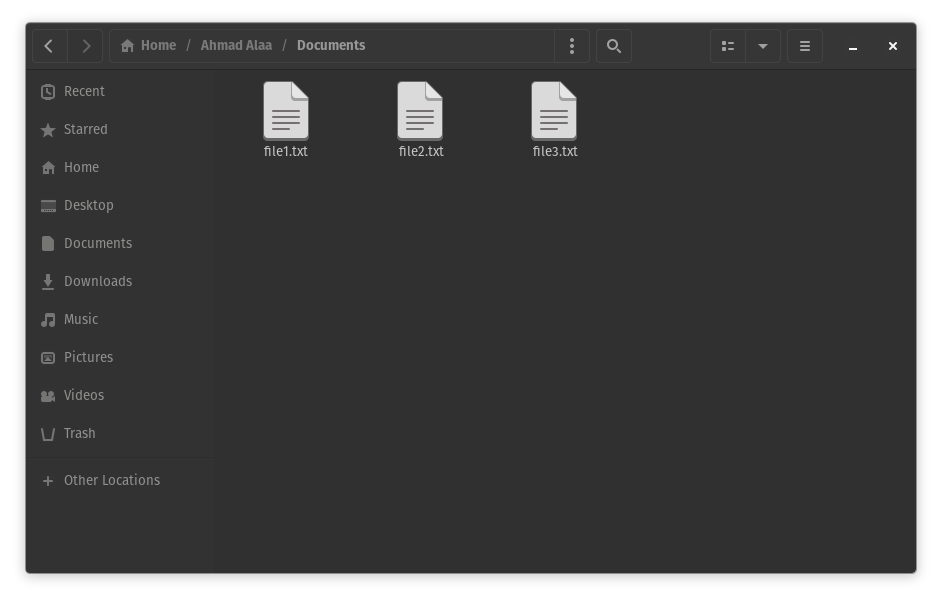 Home / Ahmad Alaa / Documents
Recent
Starred
Home
Desktop
Documents
Downloads
Music
Pictures
Videos
Trash
Other Locations
file1.txt file2.txt file3.txt